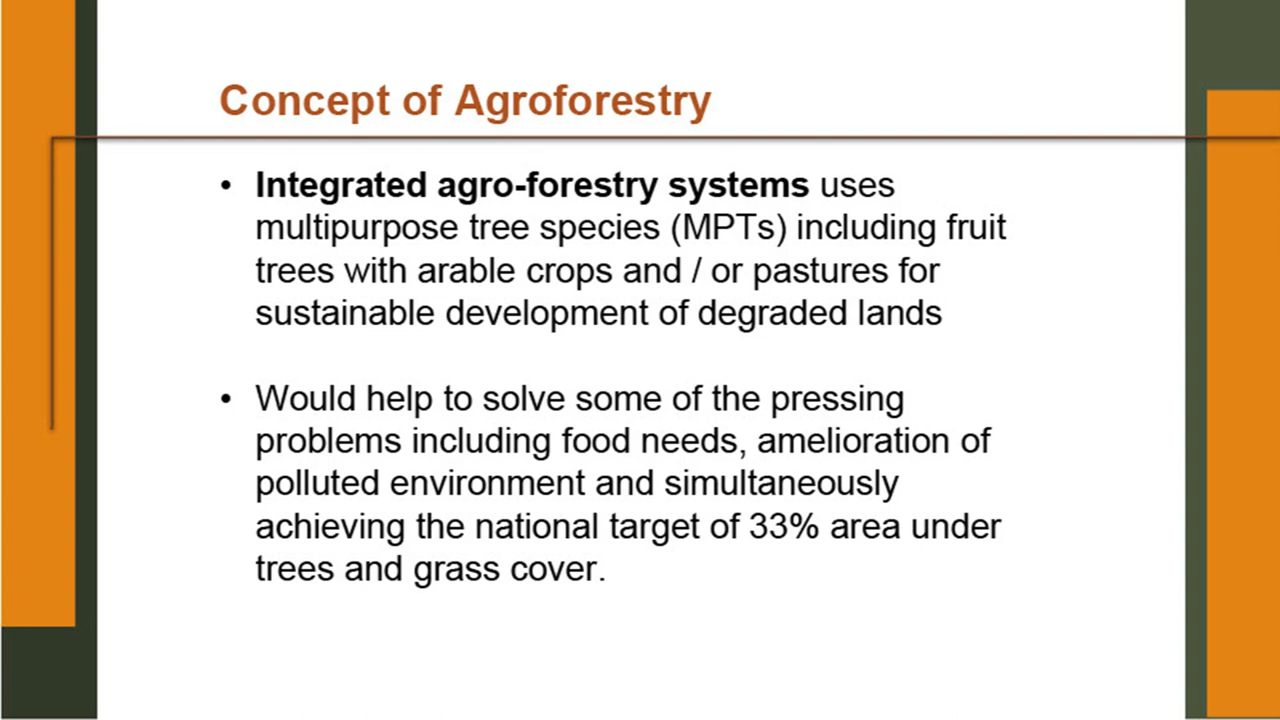 Concept of Agroforestry
• Integrated agro-forestry systems uses
multipurpose tree species (MPTs) including fruit
trees with arable crops and / or pastures for
sustainable development of degraded lands
• Would help to solve some of the pressing
problems including food needs, amelioration of
polluted environment and simultaneously
achieving the national target of 33% area under
trees and grass cover.